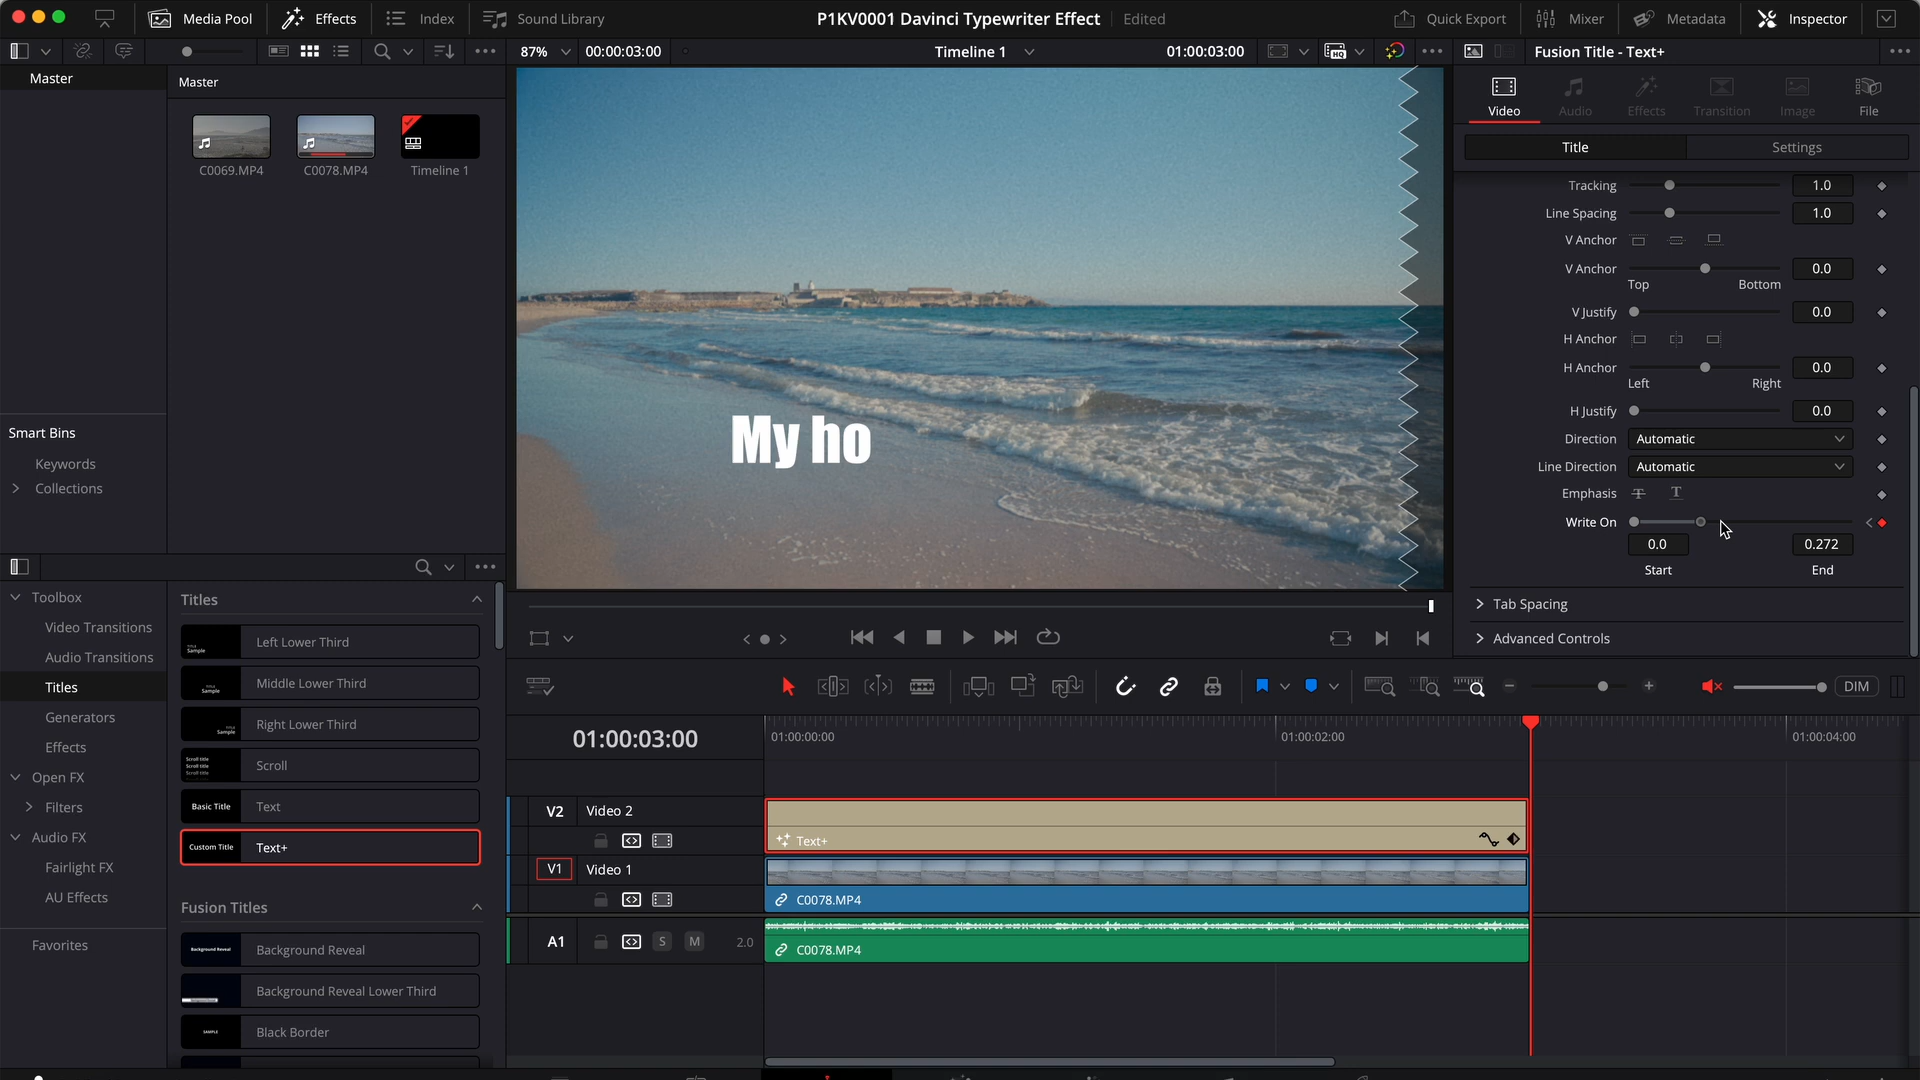 Media Pool
Effects
Index
Sound Library
P1KV0001 Davinci Typewriter Effect
Edited
Quick Export
Mixer
Metadata
Inspector
87%
00:00:03:00
Timeline 1
01:00:03:00
Fusion Title - Text+
Master
Master
C0069.MP4
C0078.MP4
Timeline 1
Video
Audio
Effects
Transition
Image
File
Title
Settings
Tracking
1.0
Line Spacing
1.0
V Anchor
V Anchor
0.0
Top
Bottom
V Justify
0.0
H Anchor
H Anchor
0.0
Left
Right
H Justify
0.0
Direction
Automatic
Line Direction
Automatic
Emphasis
Write On
0.0
0.272
Start
End
Tab Spacing
Advanced Controls
My ho
Smart Bins
Keywords
Collections
Toolbox
Video Transitions
Audio Transitions
Titles
Generators
Effects
Open FX
Filters
Audio FX
Fairlight FX
AU Effects
Favorites
Titles
Left Lower Third
Middle Lower Third
Right Lower Third
Scroll
Basic Title
Text
Custom Title
Text+
Fusion Titles
Background Reveal
Background Reveal
Background Reveal Lower Third
SAMPLE
Black Border
DIM
01:00:03:00
01:00:00:00
01:00:02:00
01:00:04:00
V2
Video 2
Text+
V1
Video 1
C0078.MP4
A1
S
M
2.0
C0078.MP4